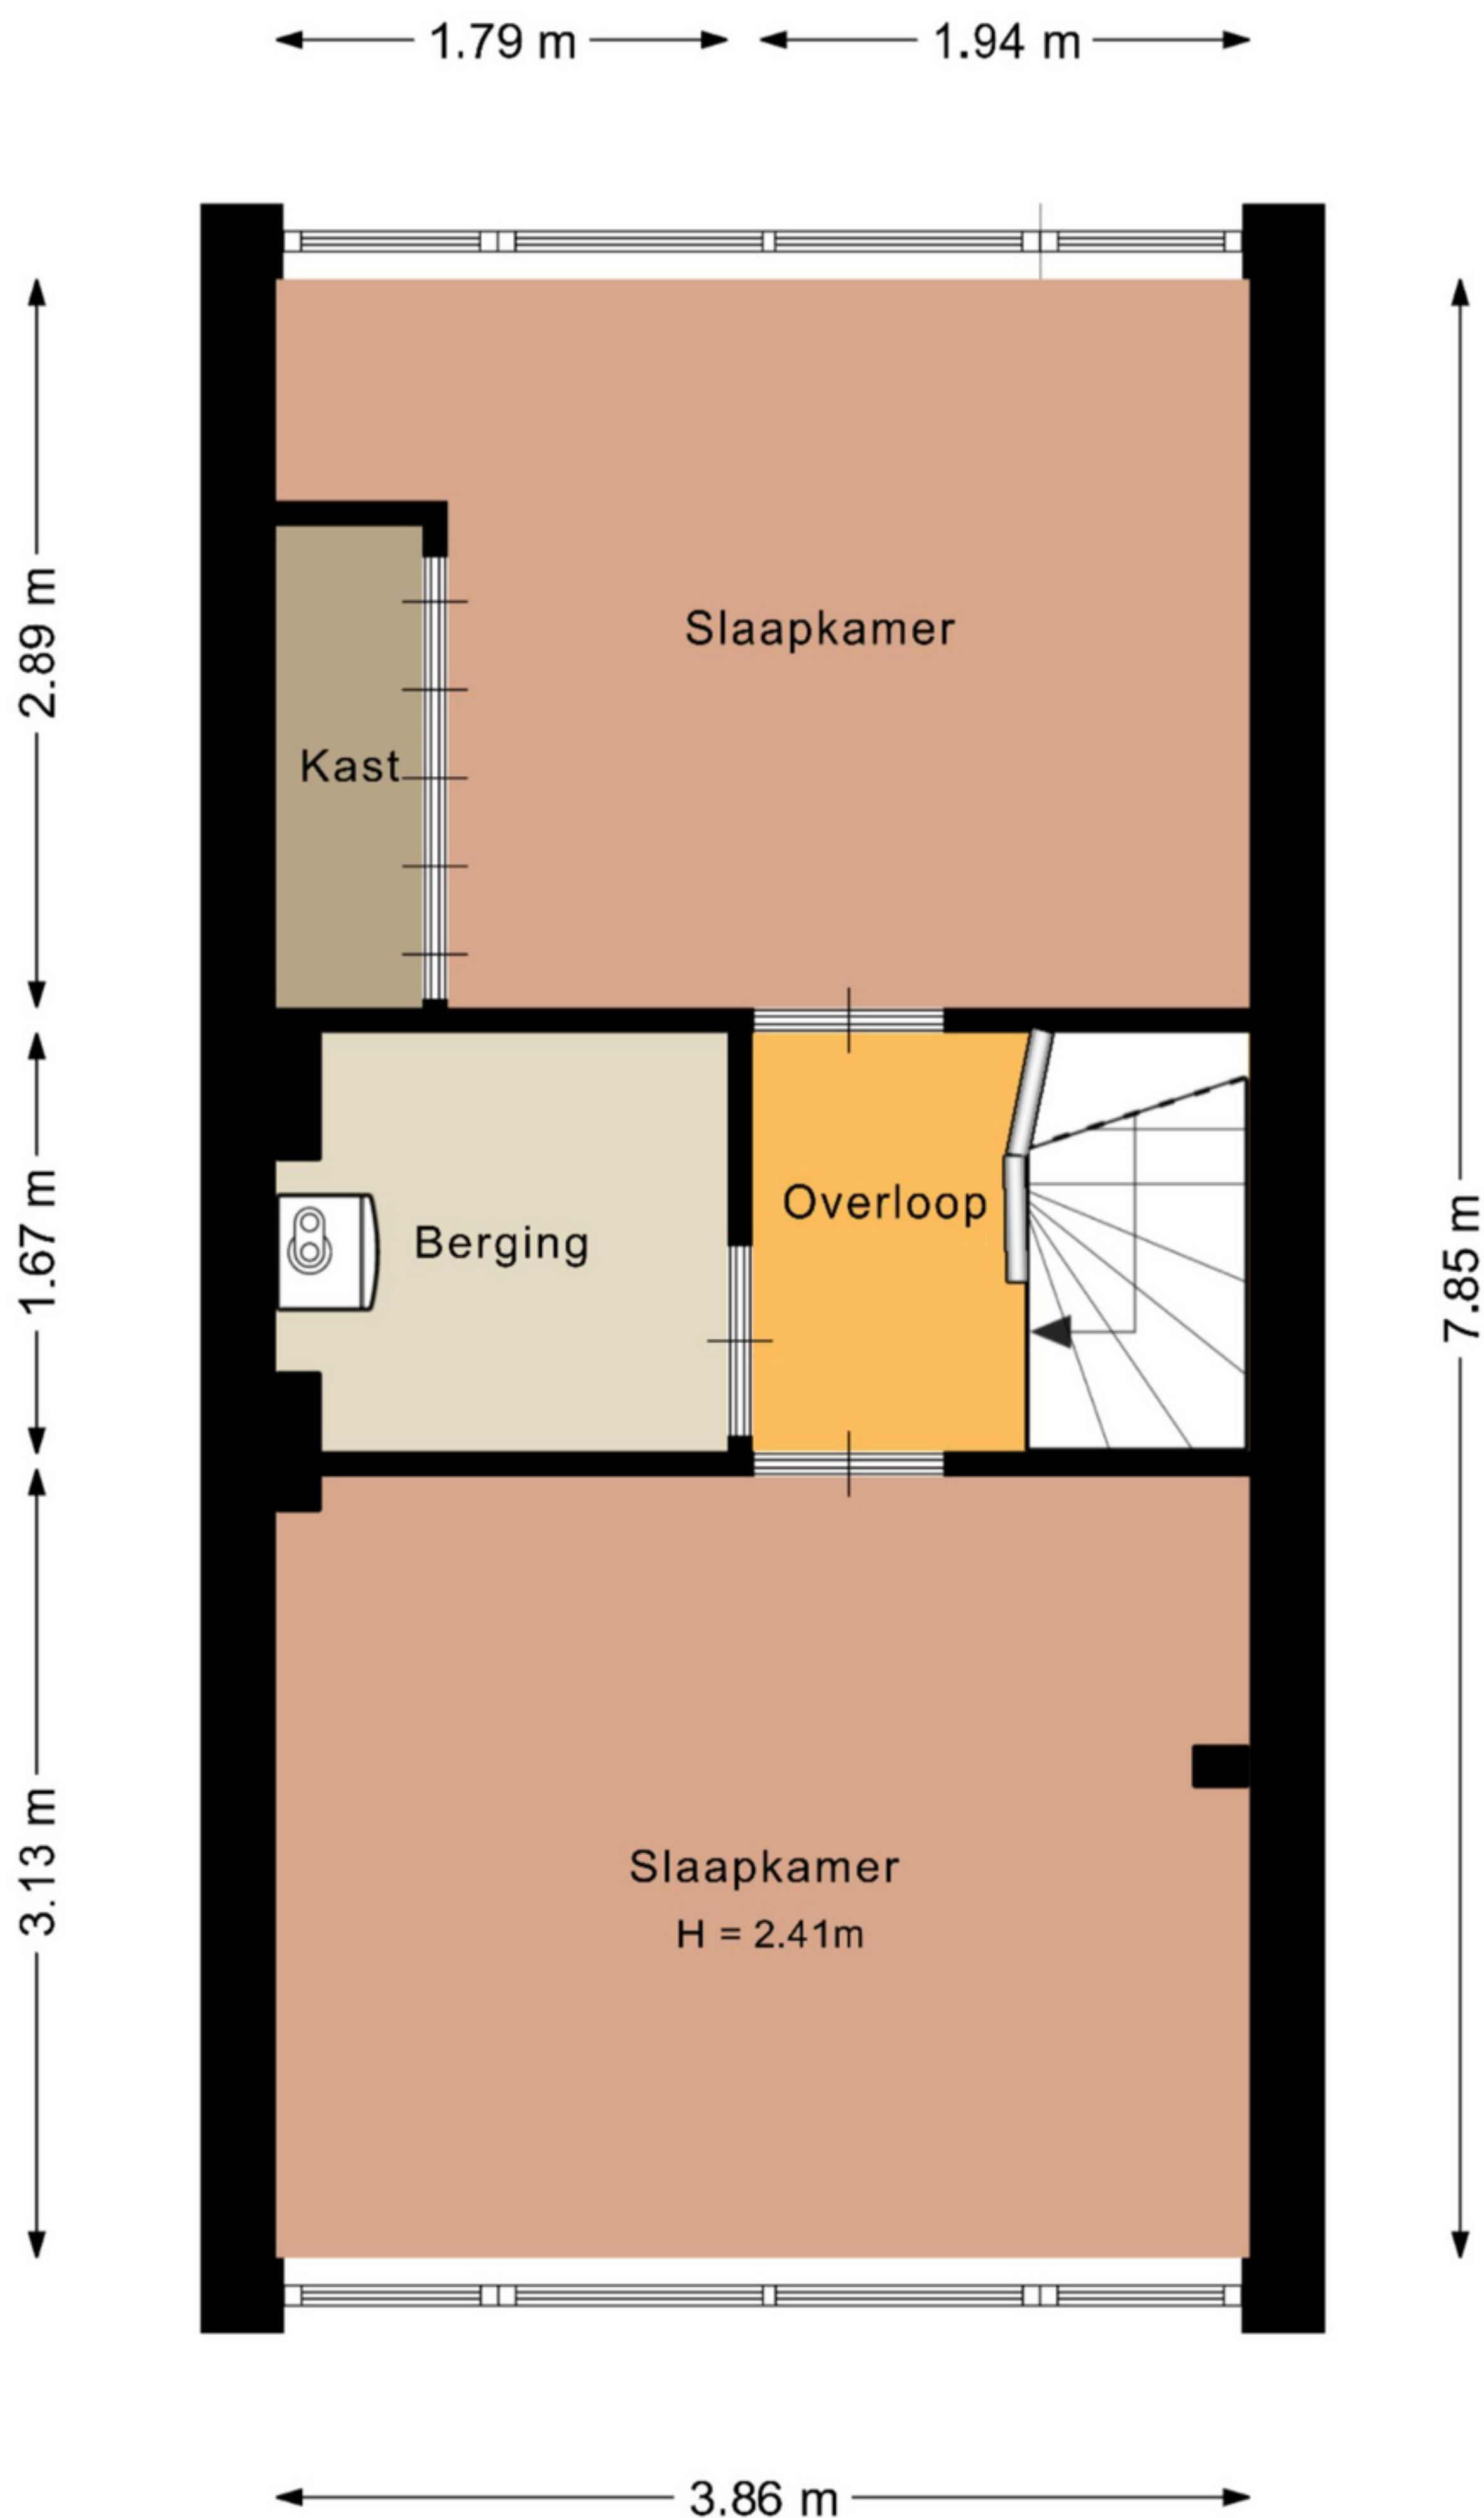 1.79 m
1.94 m
2.89 m
Slaapkamer
Kast
1.67 m
Berging
Overloop
7.85 m
3.13 m
Slaapkamer
H = 2.41m
3.86 m